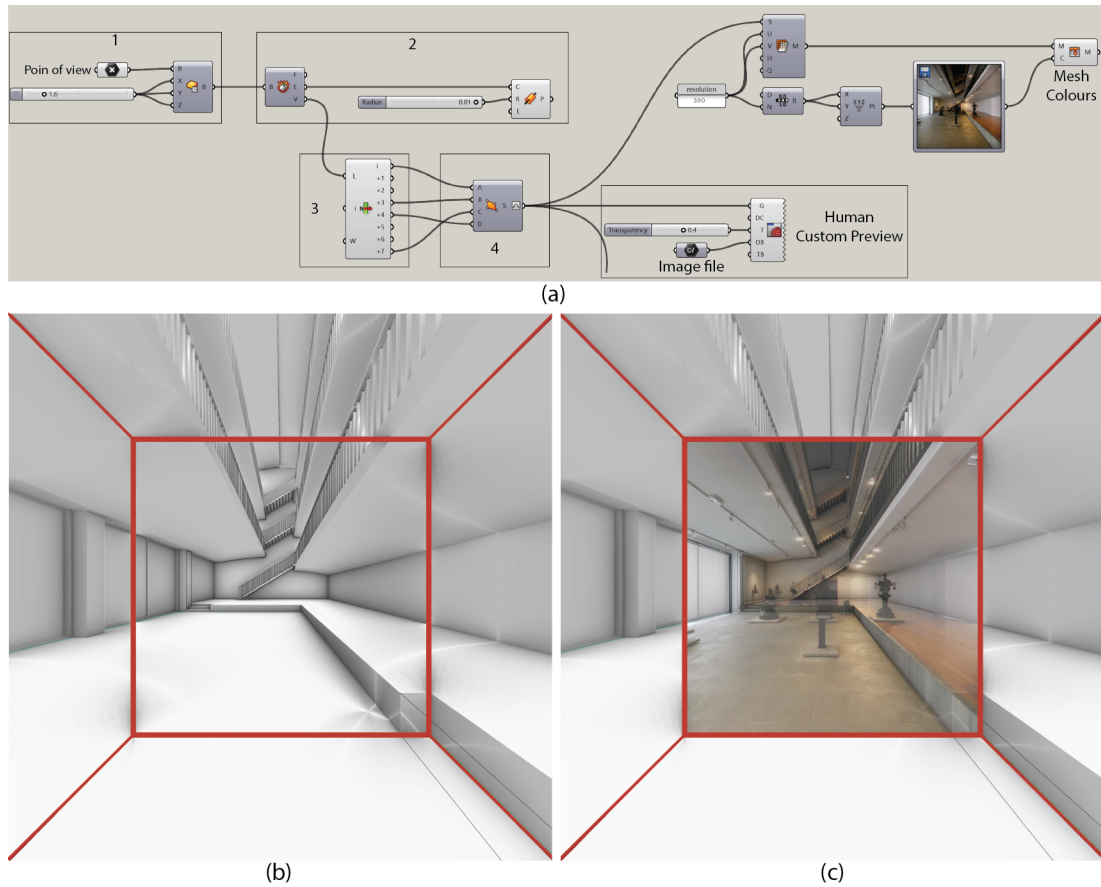 1
2
Poin of view
1.6
B
X
Y
Z
B
B
F
E
V
Radius
0.01
C
R
E
P
3
L
i
W
i
+1
+2
+3
+4
+5
+6
+7
4
A
B
C
D
S
resolution
390
S
U
V
H
Q
M
D
N
R
X
Y
Z
X Y Z
Pt
M
C
M
Mesh
Colours
Transparency
0.4
Image file
G
DC
T
DB
TB
Human
Custom Preview
(a)
(b)
(c)